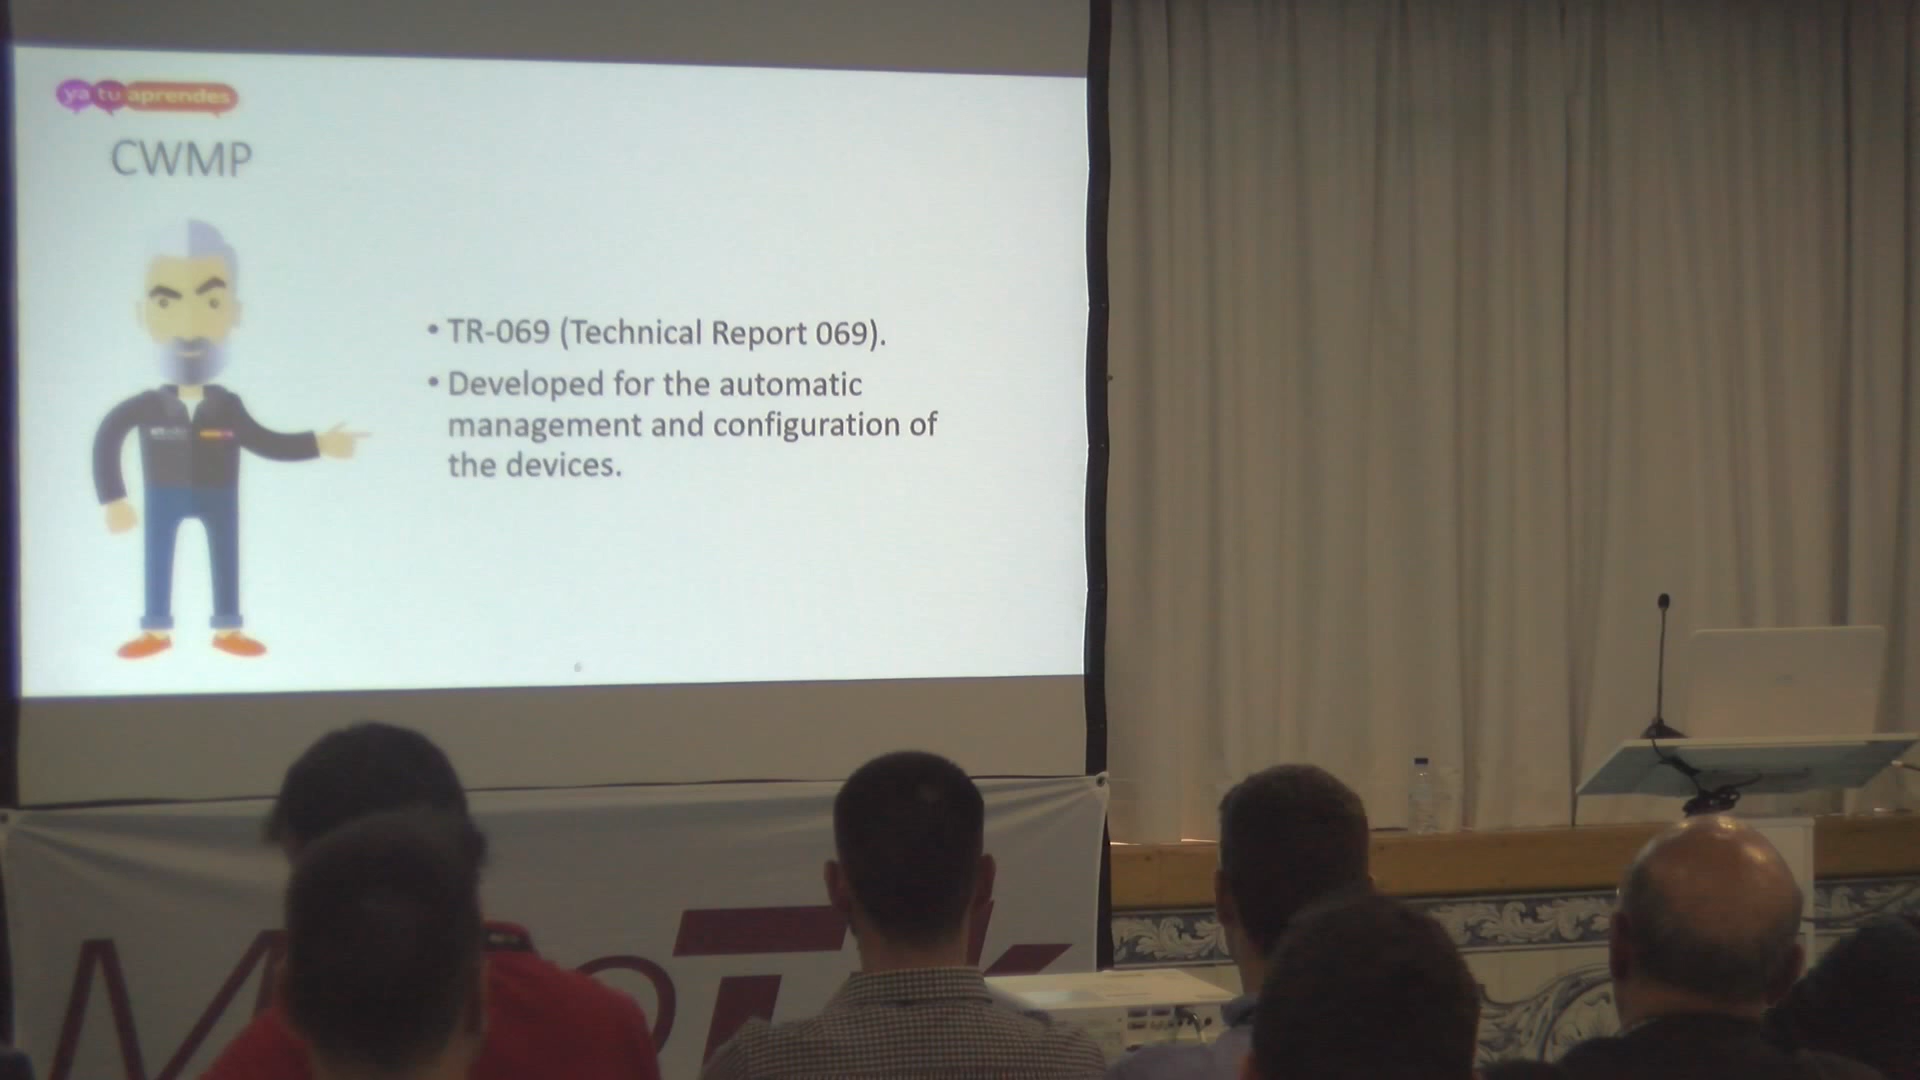 ya tu aprendes
CWMP
• TR-069 (Technical Report 069).
• Developed for the automatic
management and configuration of
the devices.
6